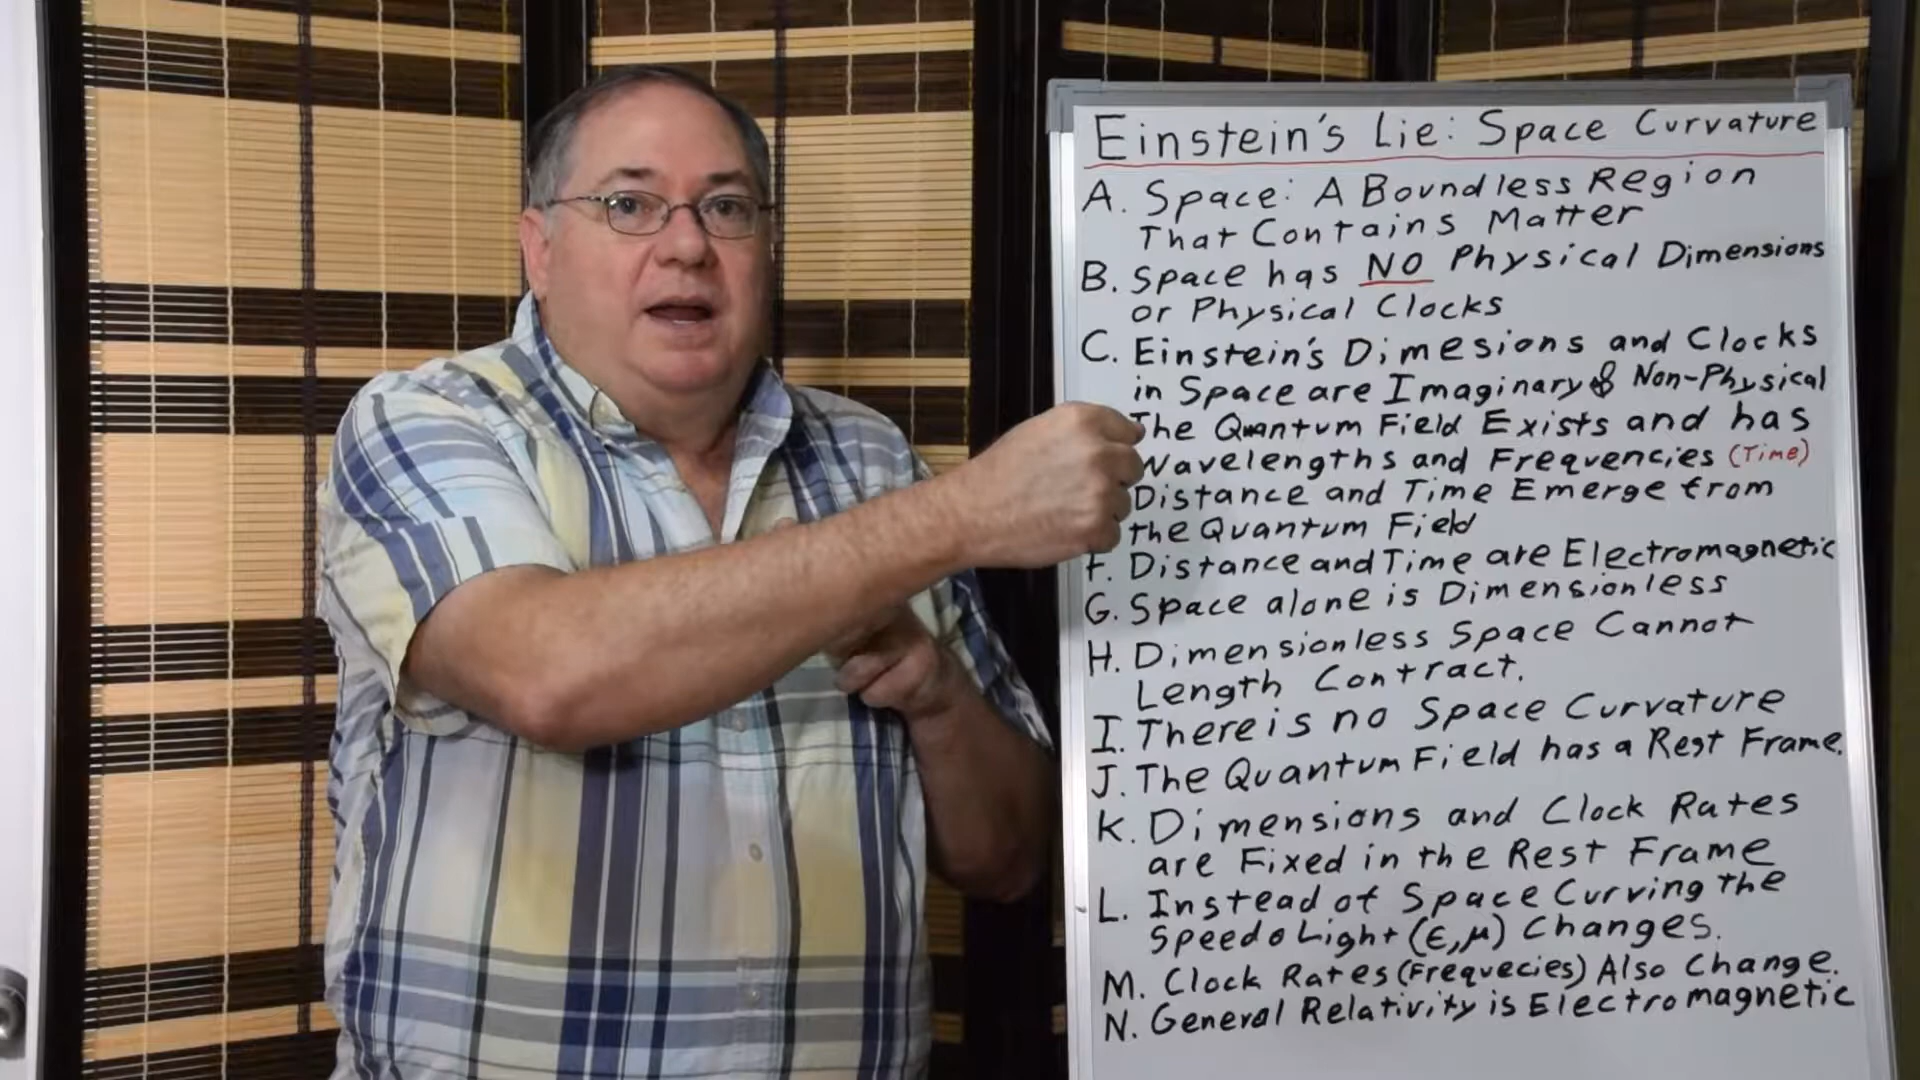 Einstein's Lie: Space Curvature
A. Space: A Boundless Region
That Contains Matter
B. Space has NO Physical Dimensions
or Physical Clocks
C. Einstein's Dimesions and Clocks
in Space are Imaginary & Non-Physical
The Quantum Field Exists and has
Wavelengths and Frequencies (Time)
Distance and Time Emerge from
the Quantum Field
F. Distance and Time are Electromagnetic
G. Space alone is Dimensionless
H. Dimensionless Space Cannot
Length Contract.
I. There is no Space Curvature
J. The Quantum Field has a Rest Frame.
K. Dimensions and Clock Rates
are Fixed in the Rest Frame
L. Instead of Space Curving the
Speed o Light (ε,μ) Changes.
M. Clock Rates (Frequecies) Also Change.
N. General Relativity is Electromagnetic